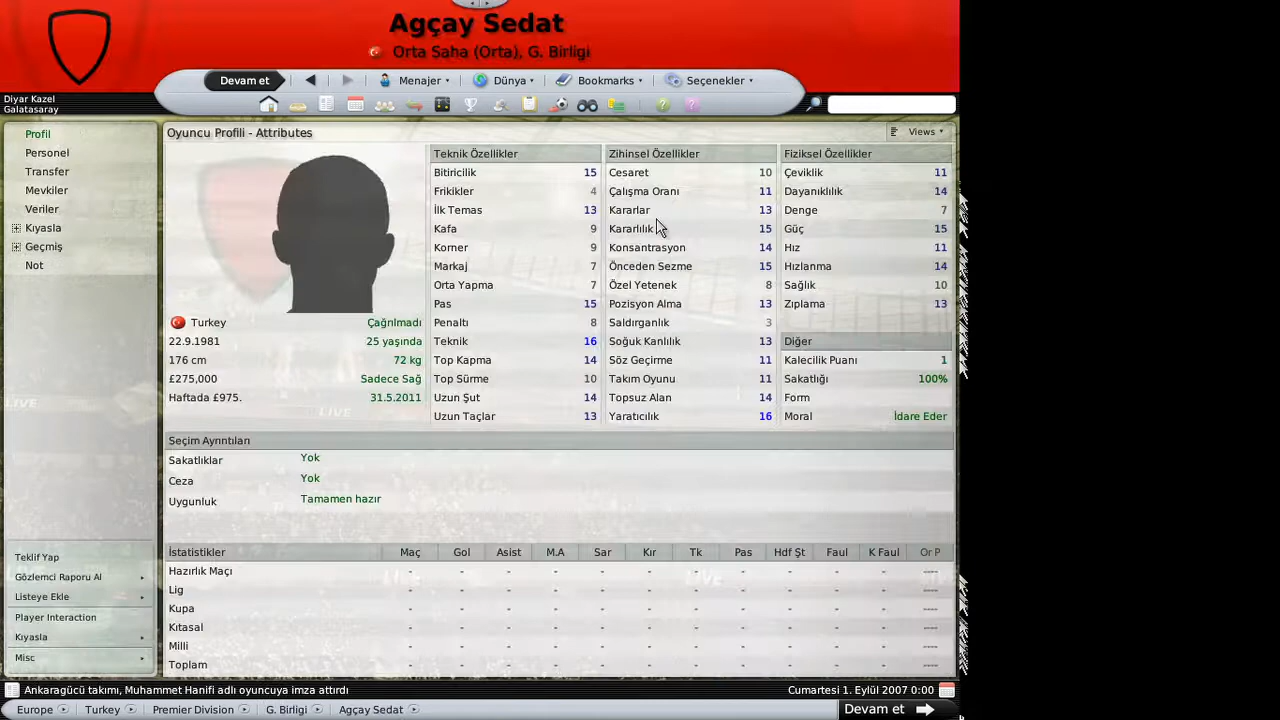 Agçay Sedat
Orta Saha (Orta), G. Birligi
Devam et Menajer Dünya Bookmarks Seçenekler
Diyar Kazel
Galatasaray
Profil
Personel
Transfer
Mevkiler
Veriler
Kıyasla
Geçmiş
Not
Oyuncu Profili - Attributes Views
Turkey Çağrılmadı
22.9.1981 25 yaşında
176 cm 72 kg
£275,000 Sadece Sağ
Haftada £975. 31.5.2011
Teknik Özellikler
Bitiricilik 15
Frikikler 4
İlk Temas 13
Kafa 9
Korner 9
Markaj 7
Orta Yapma 7
Pas 15
Penaltı 8
Teknik 16
Top Kapma 14
Top Sürme 10
Uzun Şut 14
Uzun Taçlar 13
Zihinsel Özellikler
Cesaret 10
Çalışma Oranı 11
Kararlar 13
Kararlılık 15
Konsantrasyon 14
Önceden Sezme 15
Özel Yetenek 8
Pozisyon Alma 13
Saldırganlık 3
Soğuk Kanlılık 13
Söz Geçirme 11
Takım Oyunu 11
Topsuz Alan 14
Yaratıcılık 16
Fiziksel Özellikler
Çeviklik 11
Dayanıklılık 14
Denge 7
Güç 15
Hız 11
Hızlanma 14
Sağlık 10
Zıplama 13
Diğer
Kalecilik Puanı 1
Sakatlığı 100%
Form
Moral İdare Eder
Seçim Ayrıntıları
Sakatlıklar Yok
Ceza Yok
Uygunluk Tamamen hazır
İstatistikler Maç Gol Asist M.A Sar Kır Tk Pas Hdf Şt Faul K Faul Or P
Hazırlık Maçı - - - - - - - - - - - ----
Lig - - - - - - - - - - - ----
Kupa - - - - - - - - - - - ----
Kıtasal - - - - - - - - - - - ----
Milli - - - - - - - - - - - ----
Toplam - - - - - - - - - - - ----
Teklif Yap
Gözlemci Raporu Al
Listeye Ekle
Player Interaction
Kıyasla
Misc
Ankaragücü takımı, Muhammet Hanifi adlı oyuncuya imza attırdı Cumartesi 1. Eylül 2007 0:00
Europe Turkey Premier Division G. Birligi Agçay Sedat Devam et